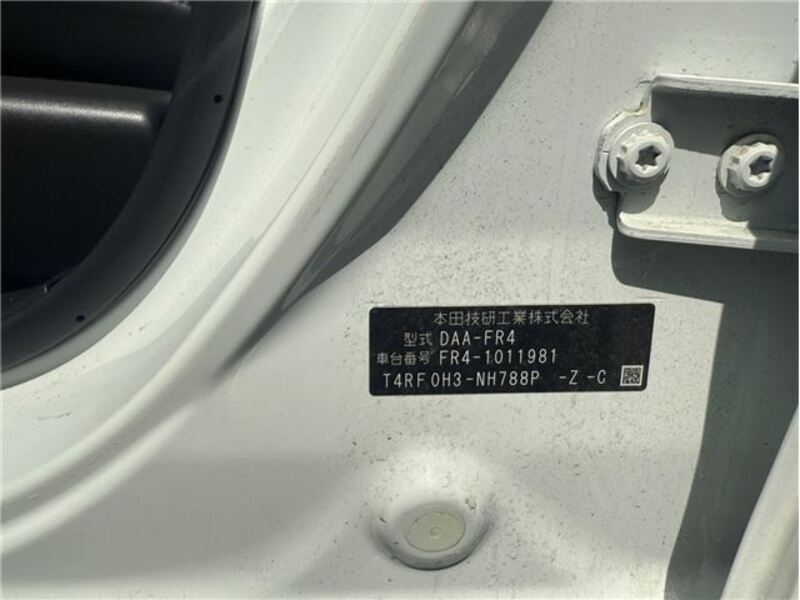 本田技研工業株式会社
型式 DAA-FR4
車台番号 FR4-1011981
T4RF0H3-NH788P -Z-C